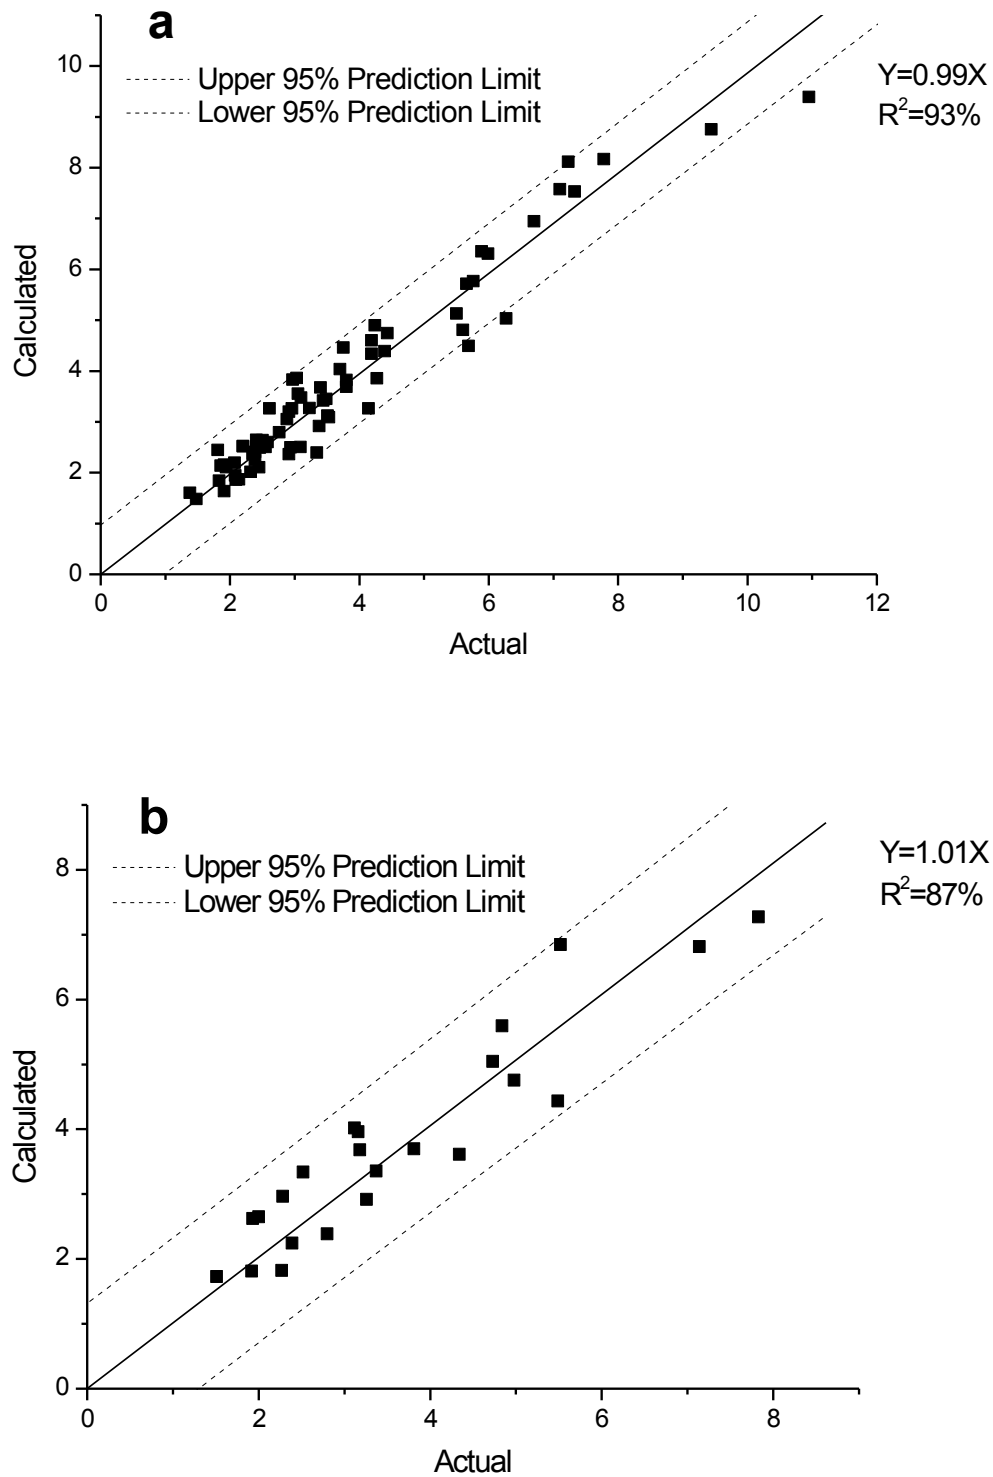 a
Upper 95% Prediction Limit
Lower 95% Prediction Limit
Y=0.99X
R²=93%
10
8
6
4
2
0
Calculated
0 2 4 6 8 10 12
Actual
b
Upper 95% Prediction Limit
Lower 95% Prediction Limit
Y=1.01X
R²=87%
8
6
4
2
0
Calculated
0 2 4 6 8
Actual